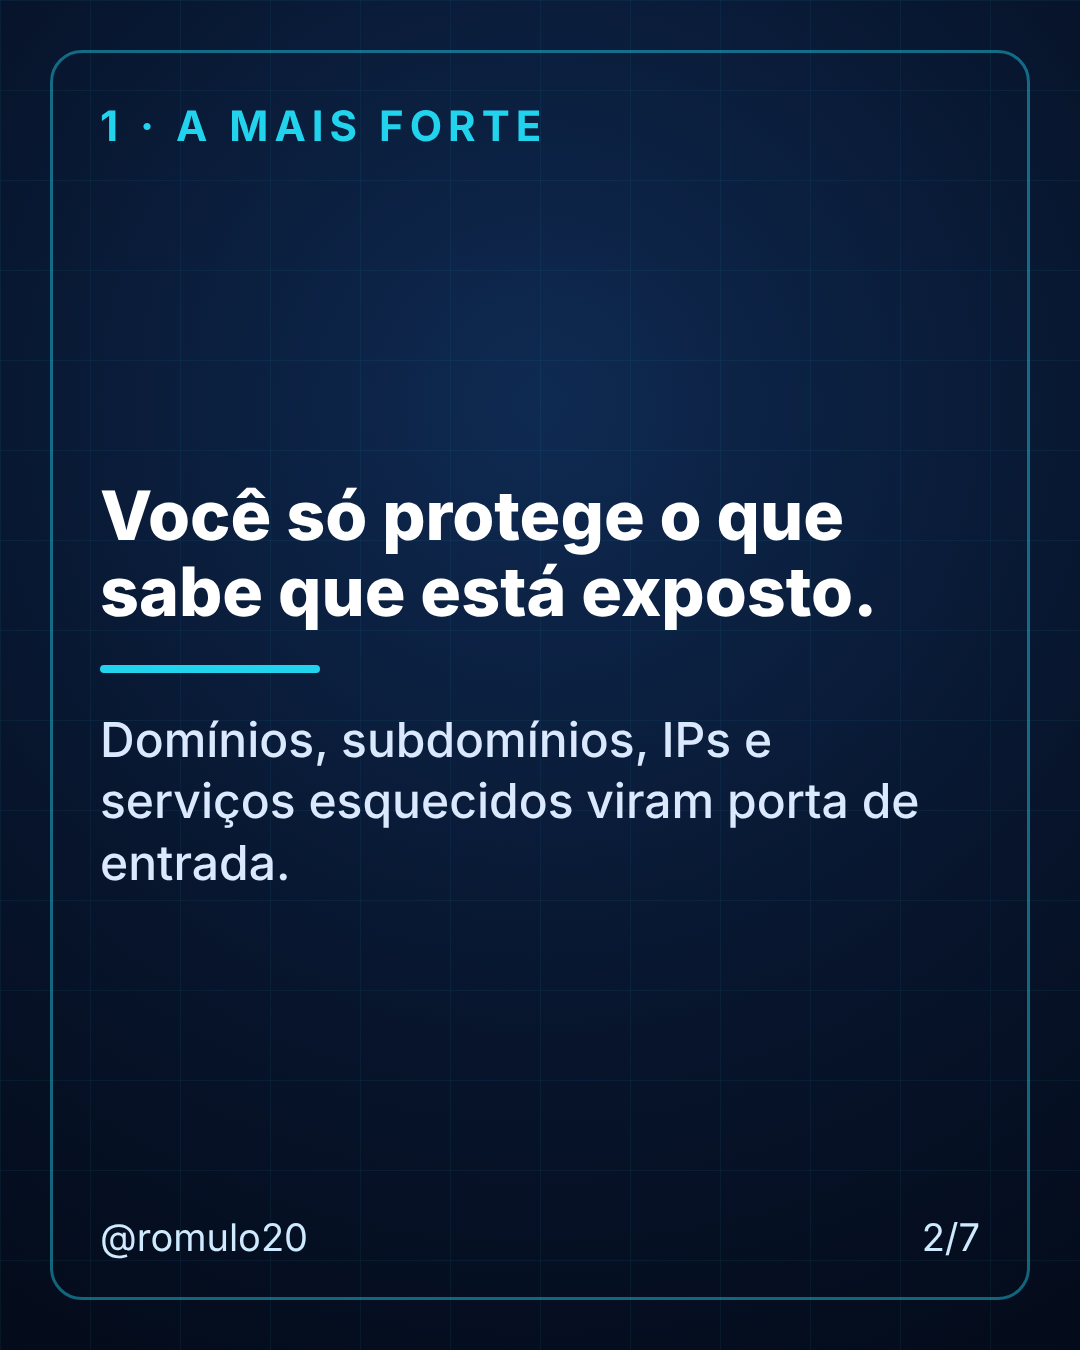 1 · A MAIS FORTE
Você só protege o que
sabe que está exposto.
Domínios, subdomínios, IPs e
serviços esquecidos viram porta de
entrada.
@romulo20
2/7